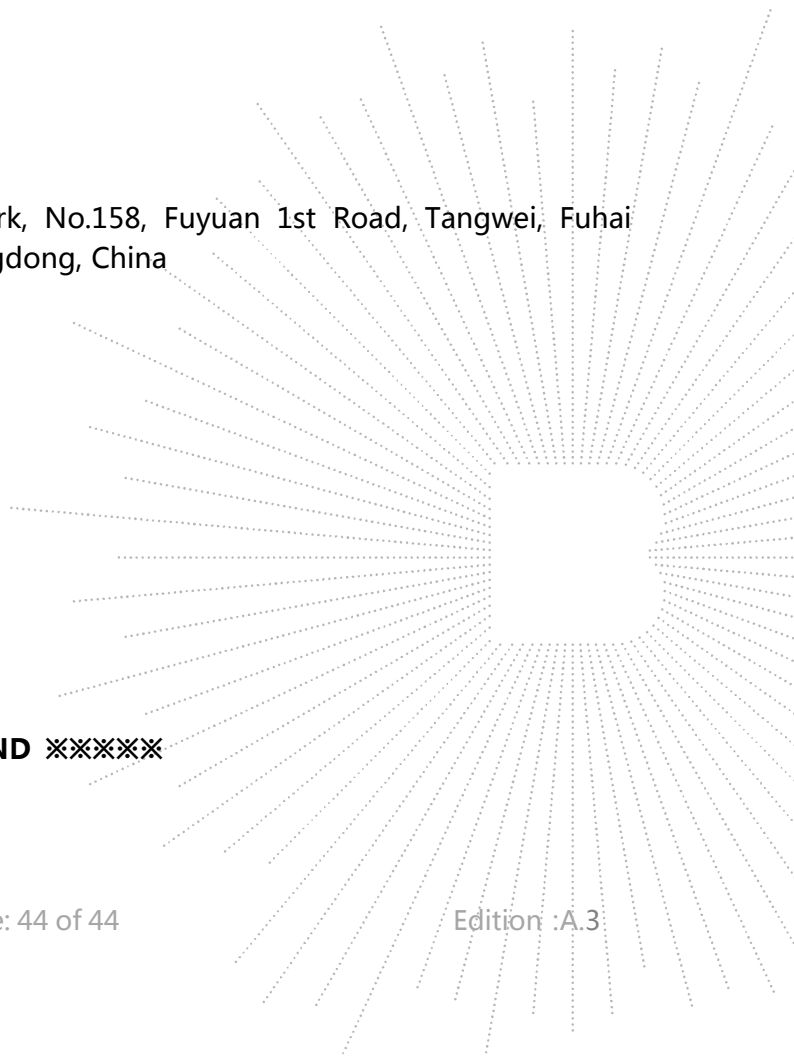 rk, No.158, Fuyuan 1st Road, Tangwei, Fuhai
gdong, China
ND ※※※※※
e: 44 of 44 Edition :A.3